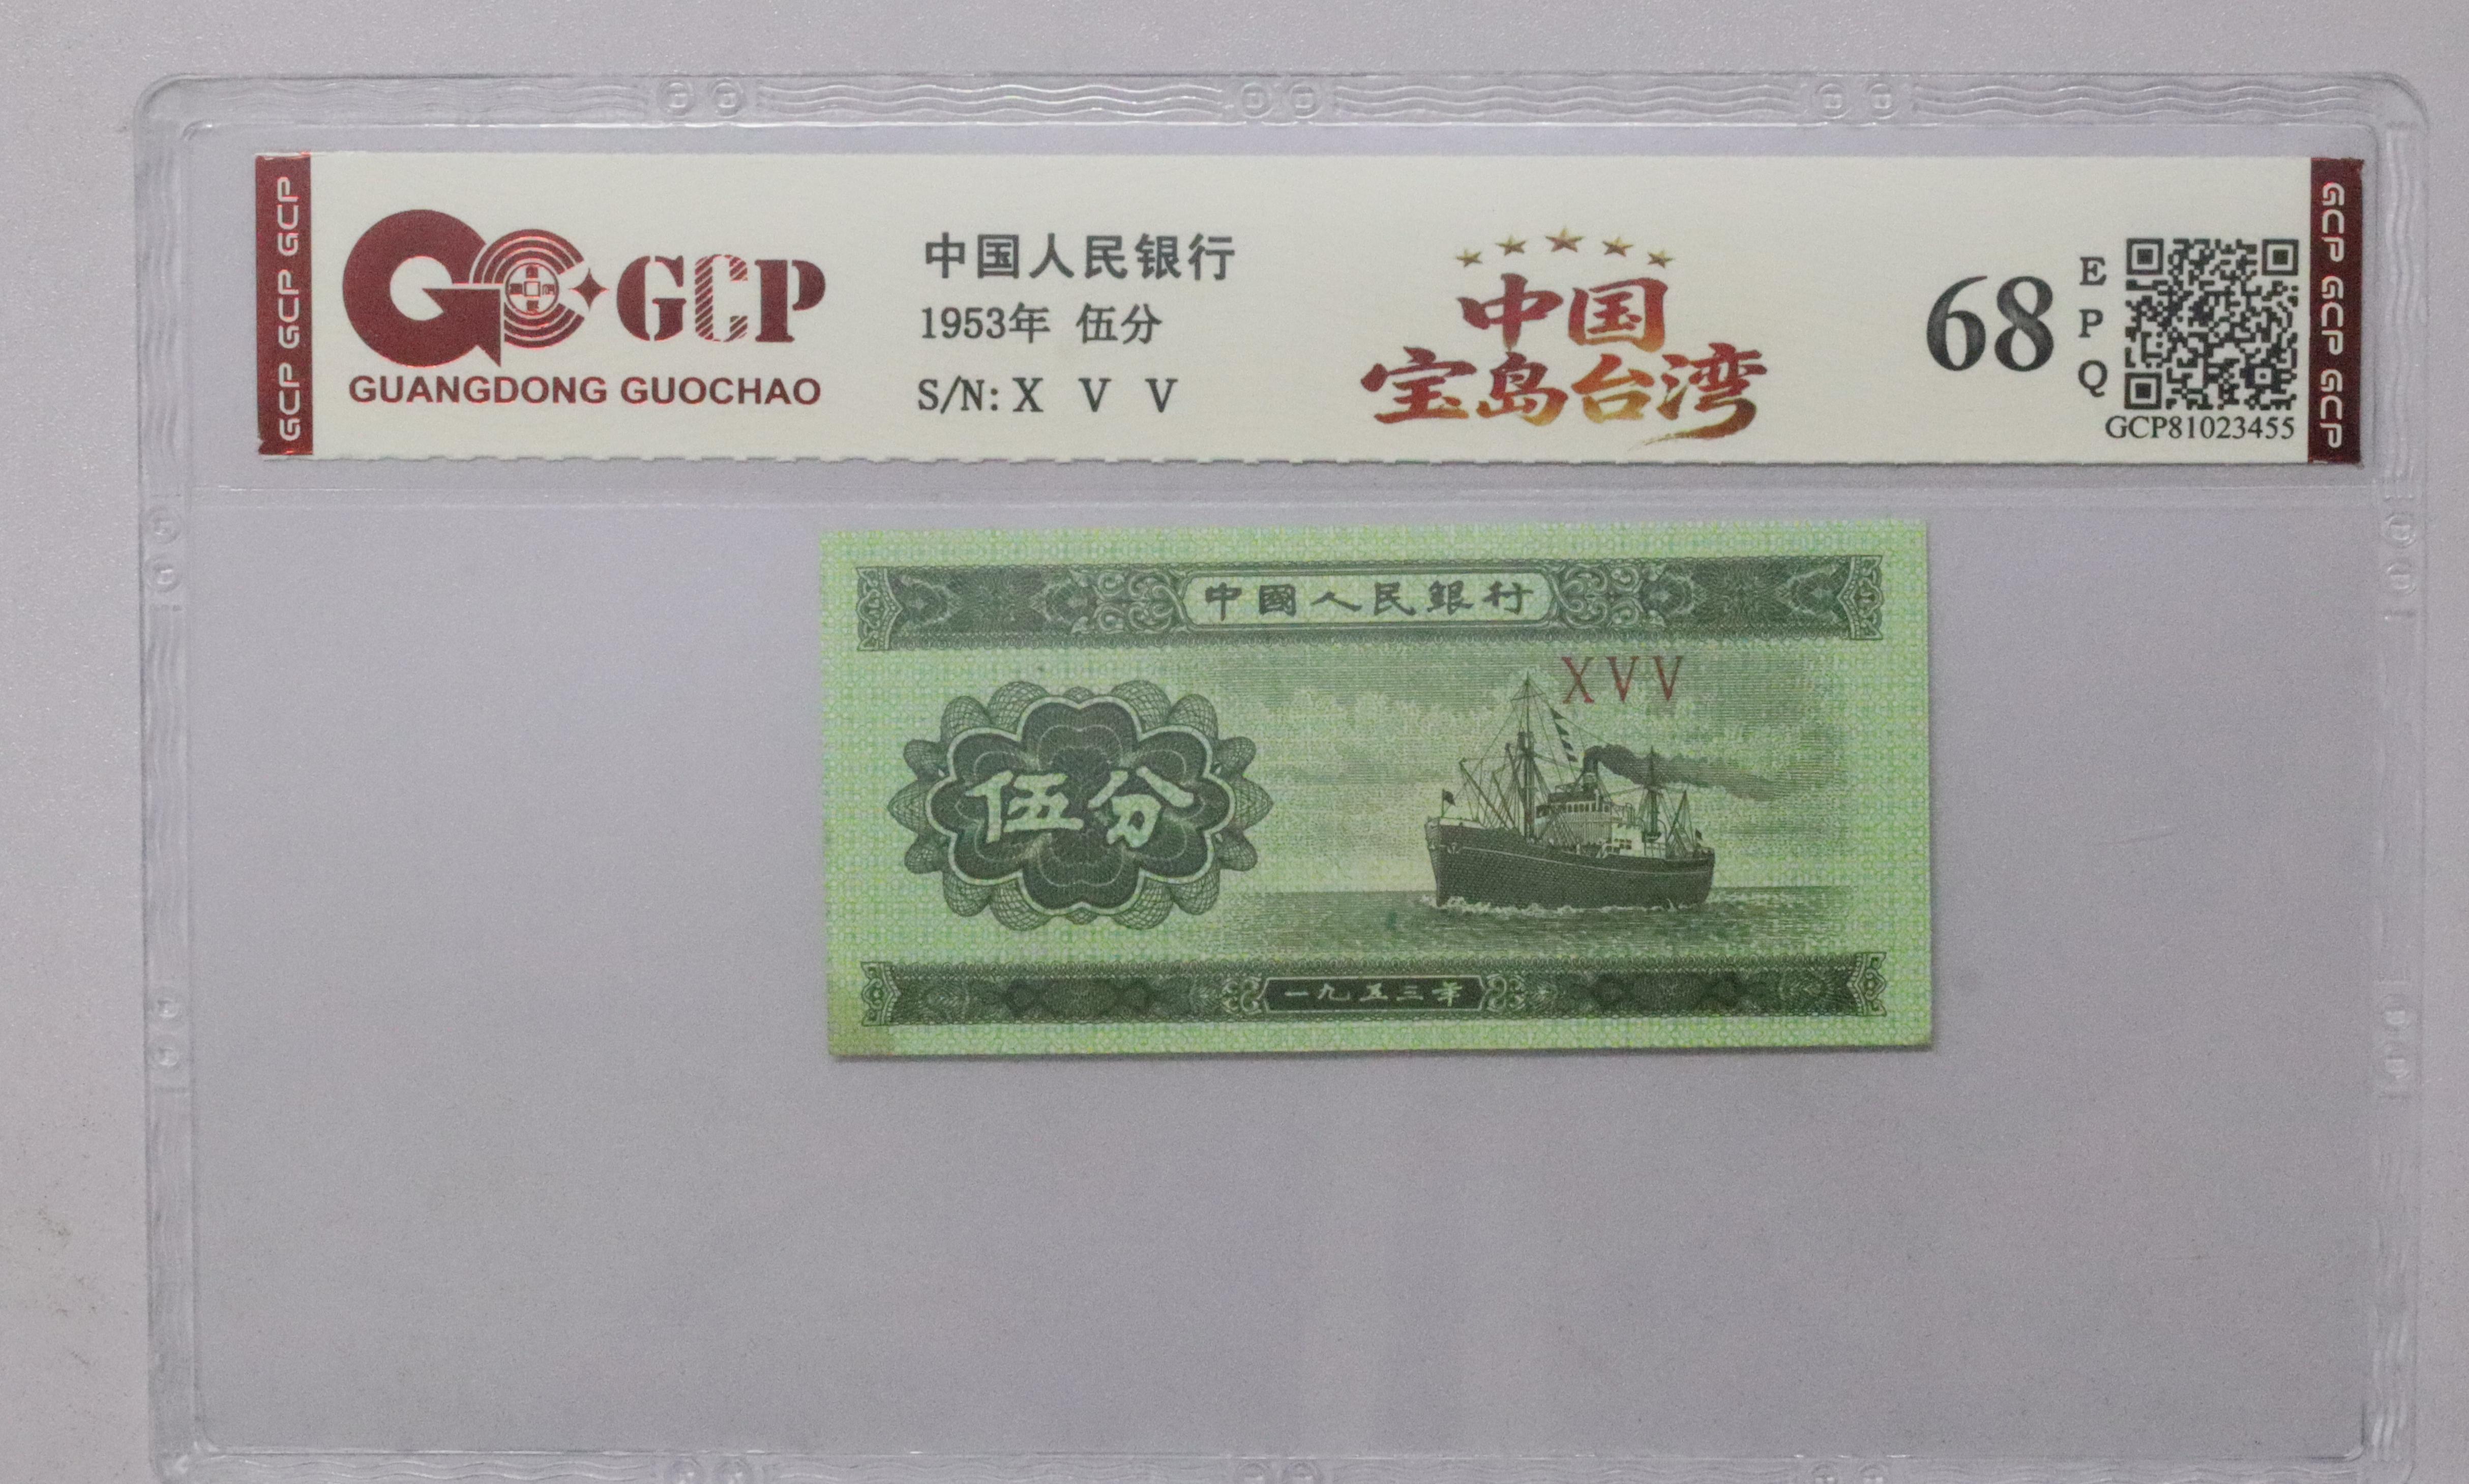 GCP GCP GCP
GCP
GUANGDONG GUOCHAO
中国人民银行
1953年 伍分
S/N: X V V
中国
宝岛台湾
68
E
P
Q
GCP81023455
GCP GCP GCP
中國人民銀行
XVV
伍分
一九五三年